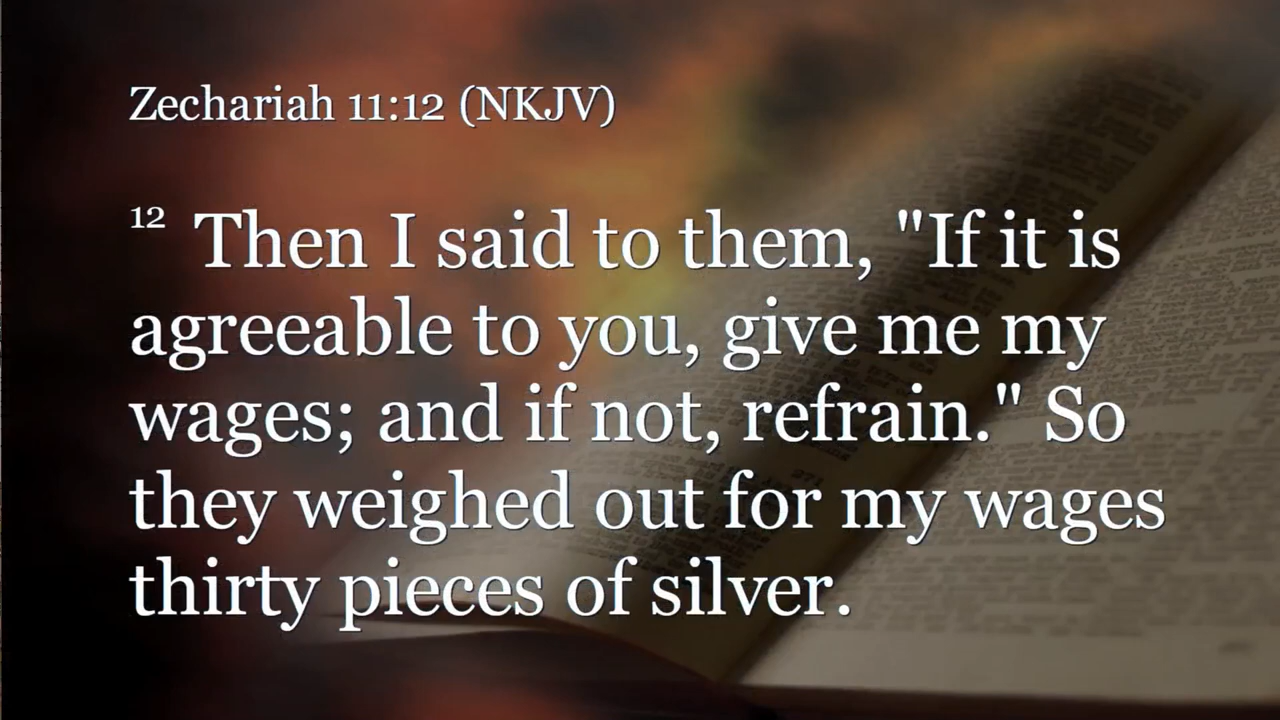 Zechariah 11:12 (NKJV)
12 Then I said to them, "If it is
agreeable to you, give me my
wages; and if not, refrain." So
they weighed out for my wages
thirty pieces of silver.